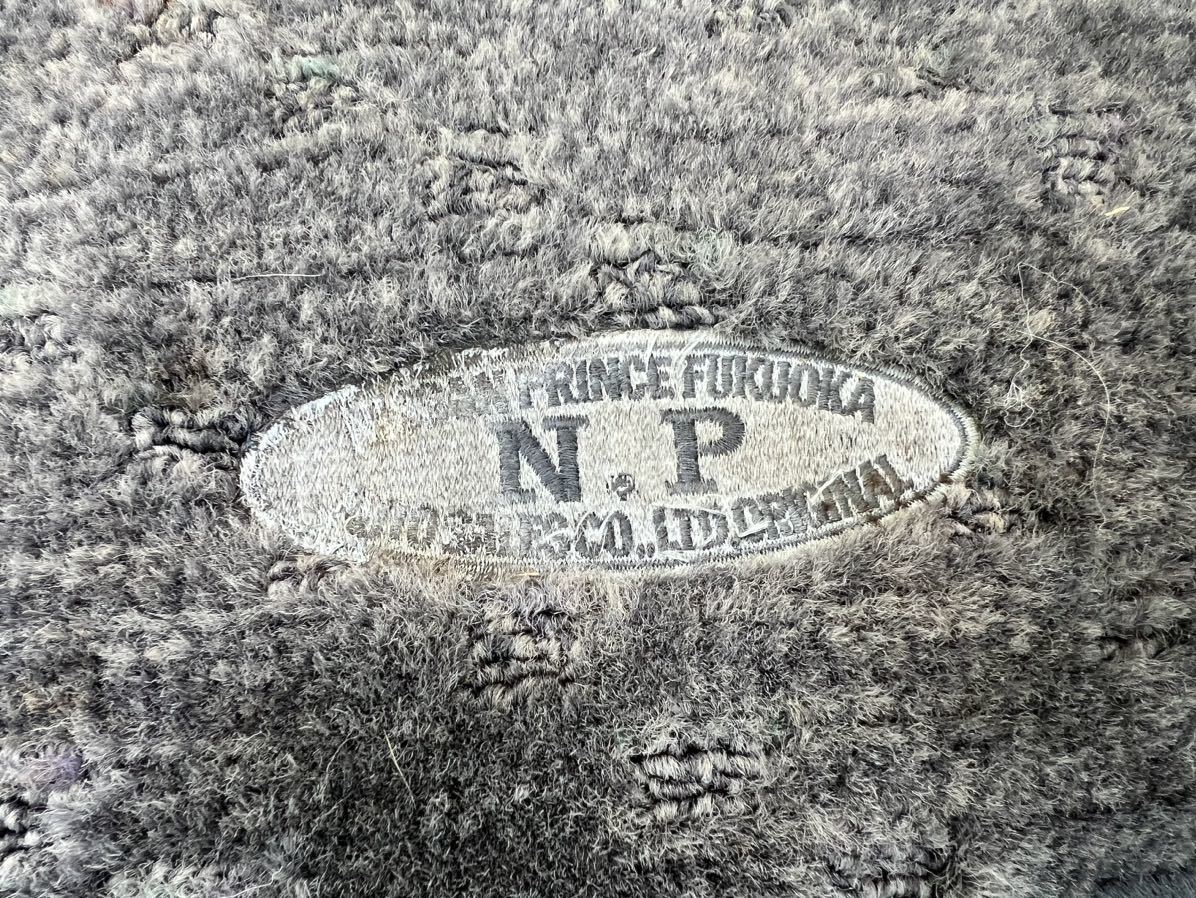 PRINCE FUKUOKA
N.P
CO., LTD ORIGINAL